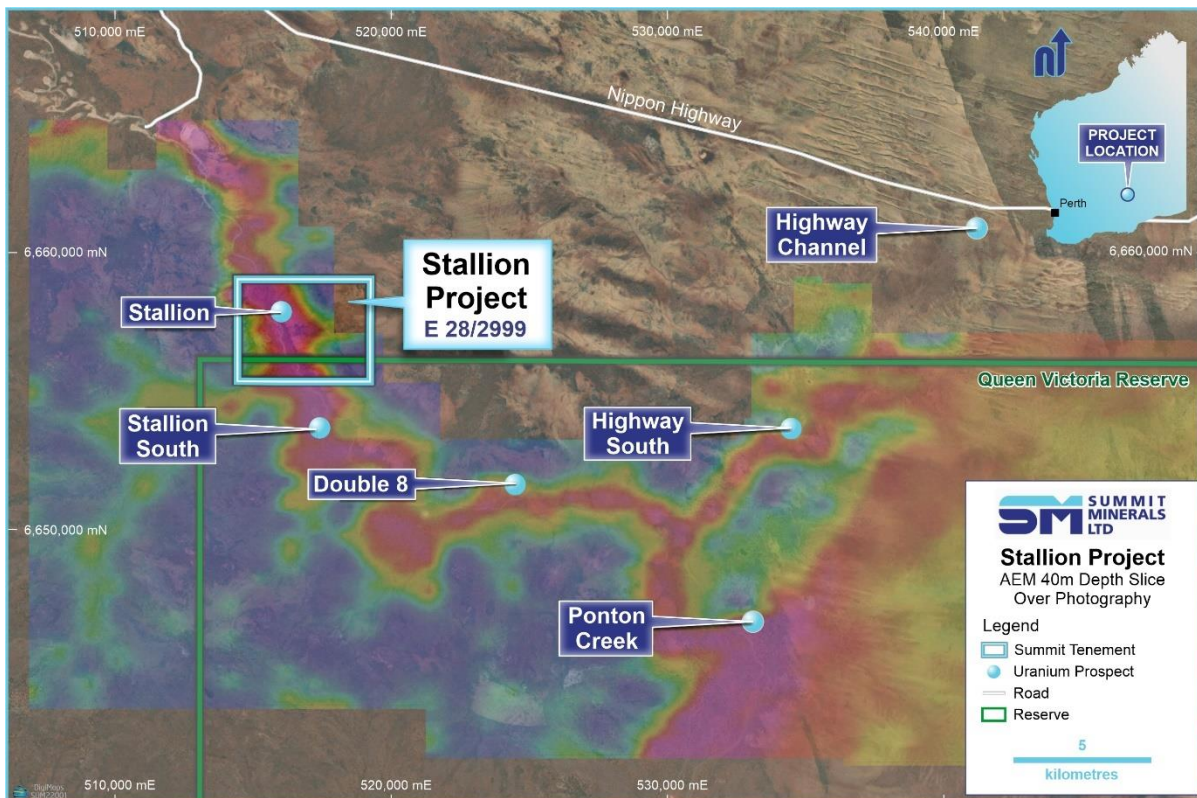 510,000 mE
520,000 mE
530,000 mE
540,000 mE
N
Nippon Highway
PROJECT
LOCATION
Perth
6,660,000 mN
6,660,000 mN
Highway
Channel
Stallion
Project
E 28/2999
Stallion
Queen Victoria Reserve
Stallion
South
Highway
South
Double 8
6,650,000 mN
Ponton
Creek
SM SUMMIT
MINERALS
LTD
Stallion Project
AEM 40m Depth Slice
Over Photography
Legend
Summit Tenement
Uranium Prospect
Road
Reserve
5
kilometres
510,000 mE
520,000 mE
530,000 mE
DigiMaps
SUM22001